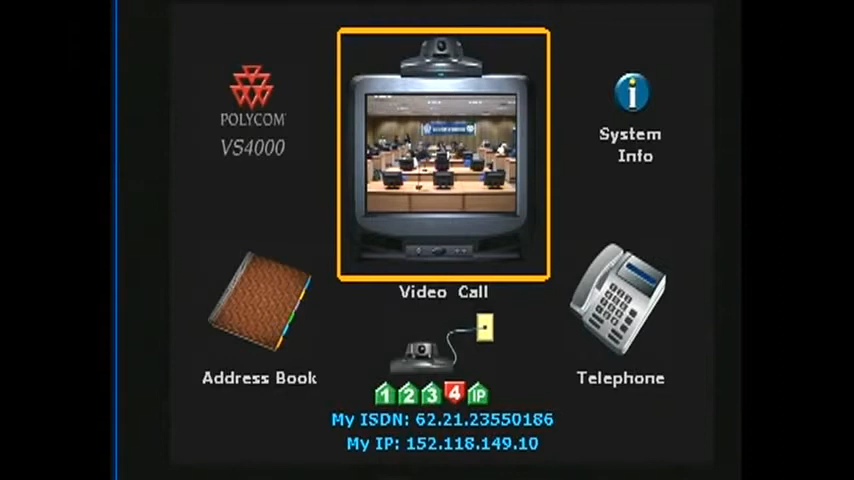 POLYCOM
VS4000
System
Info
Video Call
Address Book
Telephone
1 2 3 4 IP
My ISDN: 62.21.23550186
My IP: 152.118.149.10